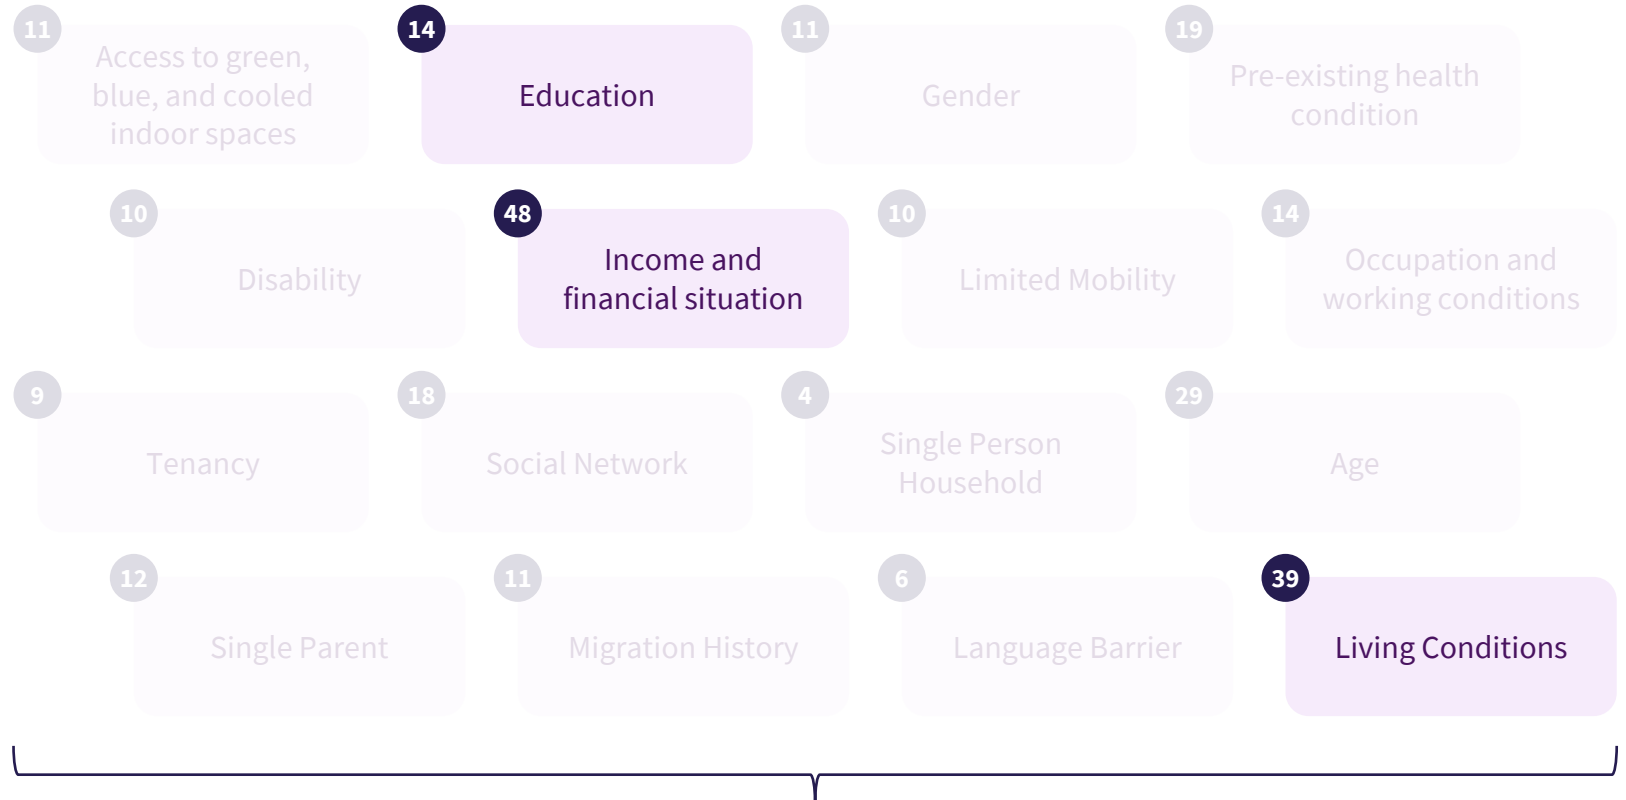 11
Access to green,
blue, and cooled
indoor spaces
14
Education
11
Gender
19
Pre-existing health
condition
10
Disability
48
Income and
financial situation
10
Limited Mobility
14
Occupation and
working conditions
9
Tenancy
18
Social Network
4
Single Person
Household
29
Age
12
Single Parent
11
Migration History
6
Language Barrier
39
Living Conditions